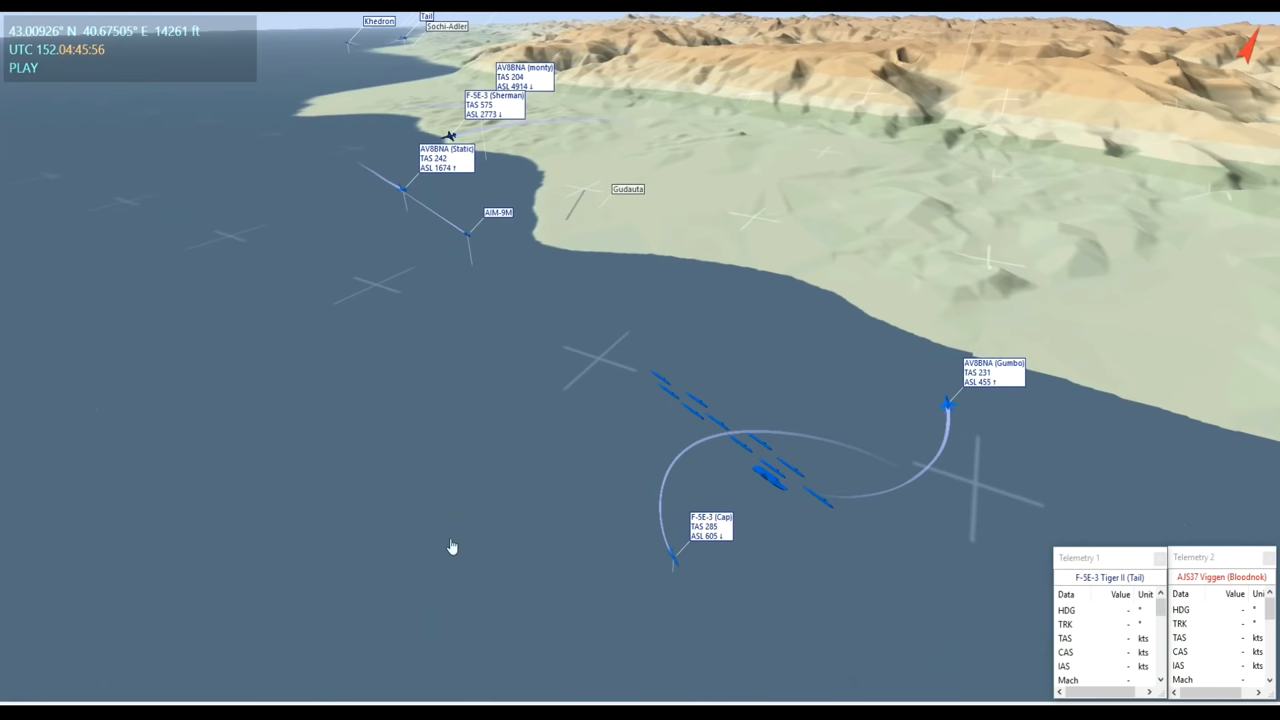 43.00926° N  40.67505° E  14261 ft
UTC 152.04:45:56
PLAY
Khedron
Tail
Sochi-Adler
AV8BNA (monty)
TAS 204
ASL 4914 ↓
F-5E-3 (Sherman)
TAS 575
ASL 2773 ↓
AV8BNA (Static)
TAS 242
ASL 1674 ↑
Gudauta
AIM-9M
AV8BNA (Gumbo)
TAS 231
ASL 455 ↑
F-5E-3 (Cap)
TAS 285
ASL 605 ↓
Telemetry 1
F-5E-3 Tiger II (Tail)
Data Value Unit
HDG - °
TRK - °
TAS - kts
CAS - kts
IAS - kts
Mach -
Telemetry 2
AJS37 Viggen (Bloodnok)
Data Value Uni
HDG - °
TRK - °
TAS - kts
CAS - kts
IAS - kts
Mach -